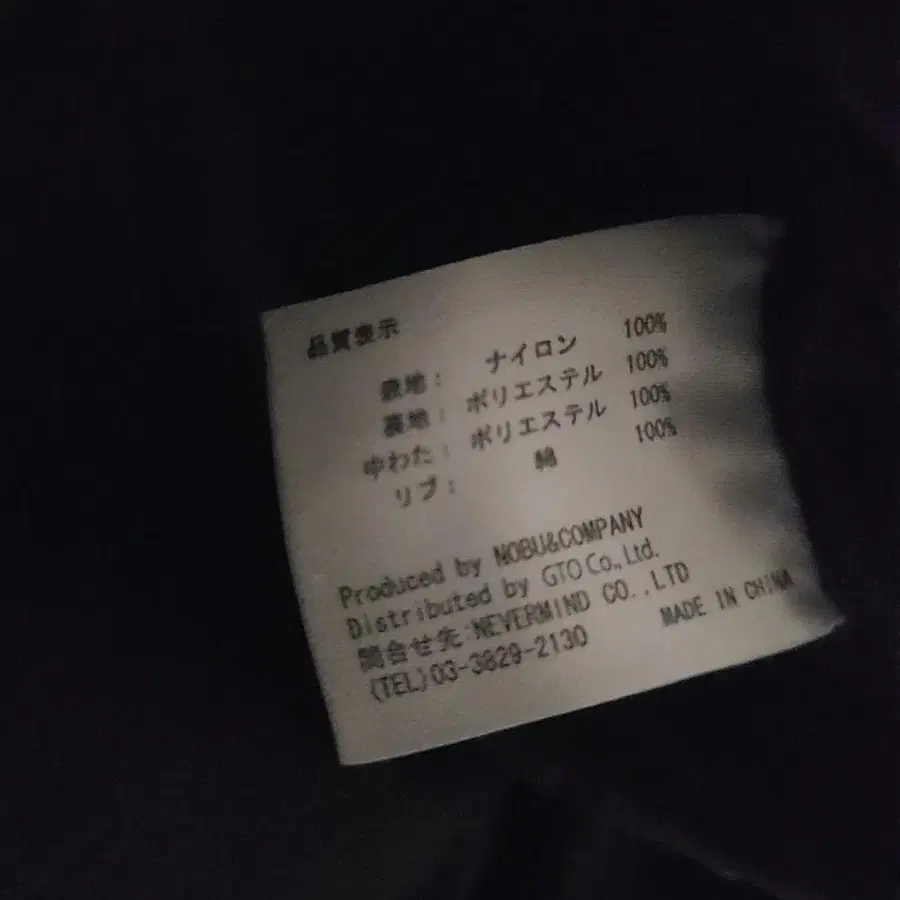 品質表示
表地： ナイロン 100%
裏地： ポリエステル 100%
中わた： ポリエステル 100%
リブ： 綿 100%
Produced by NOBU&COMPANY
Distributed by GTO Co., Ltd.
問合せ先:NEVERMIND CO.,LTD
(TEL)03-3829-2130
MADE IN CHINA